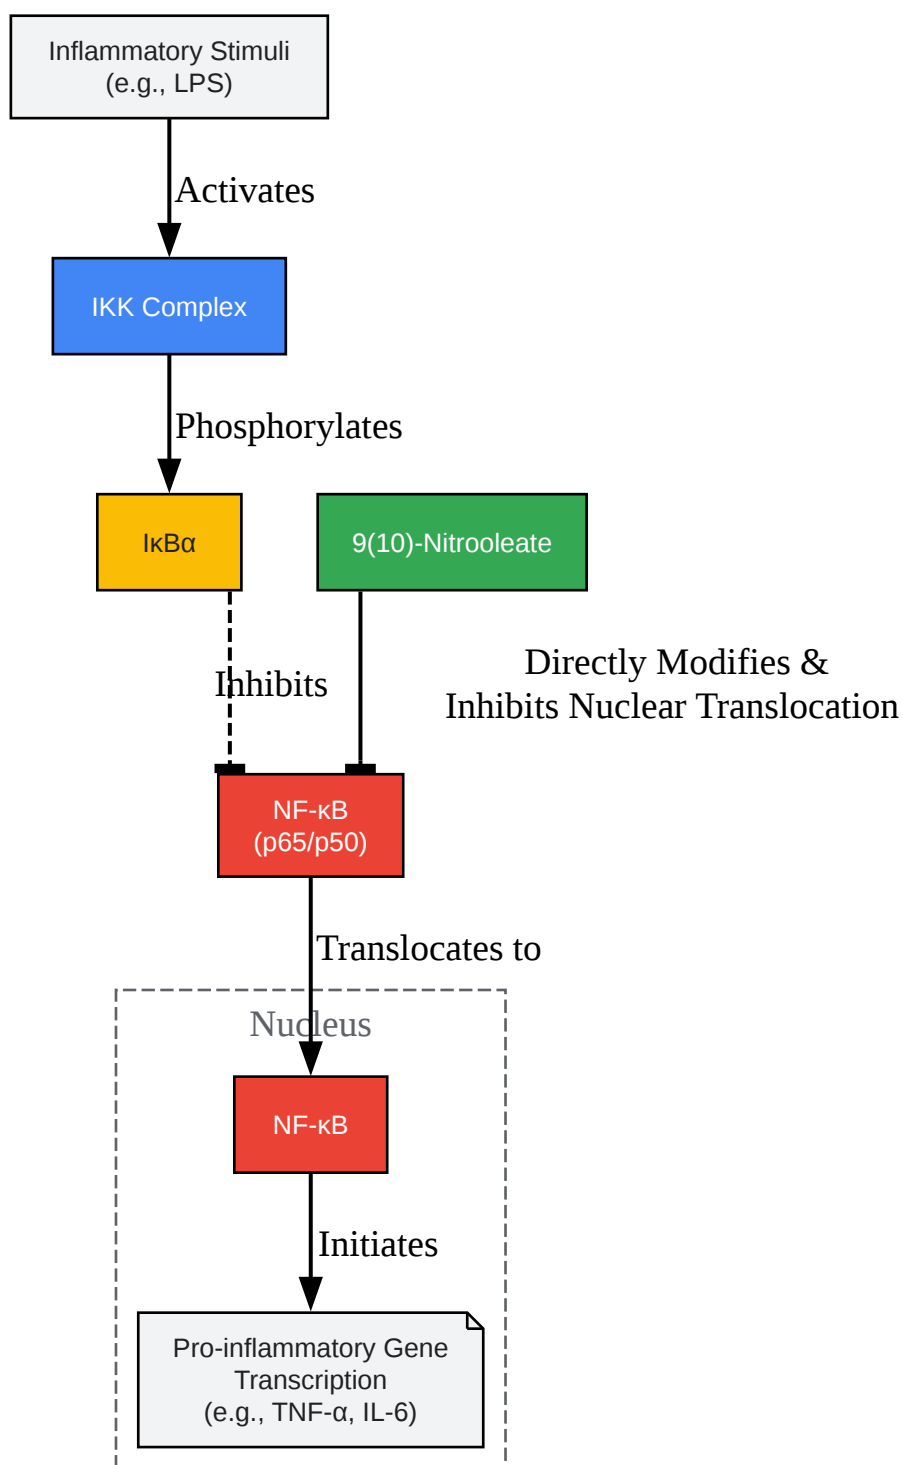 Inflammatory Stimuli
(e.g., LPS)
Activates
IKK Complex
Phosphorylates
IκBα
9(10)-Nitrooleate
Inhibits
Directly Modifies &
Inhibits Nuclear Translocation
NF-κB
(p65/p50)
Translocates to
Nucleus
NF-κB
Initiates
Pro-inflammatory Gene
Transcription
(e.g., TNF-α, IL-6)